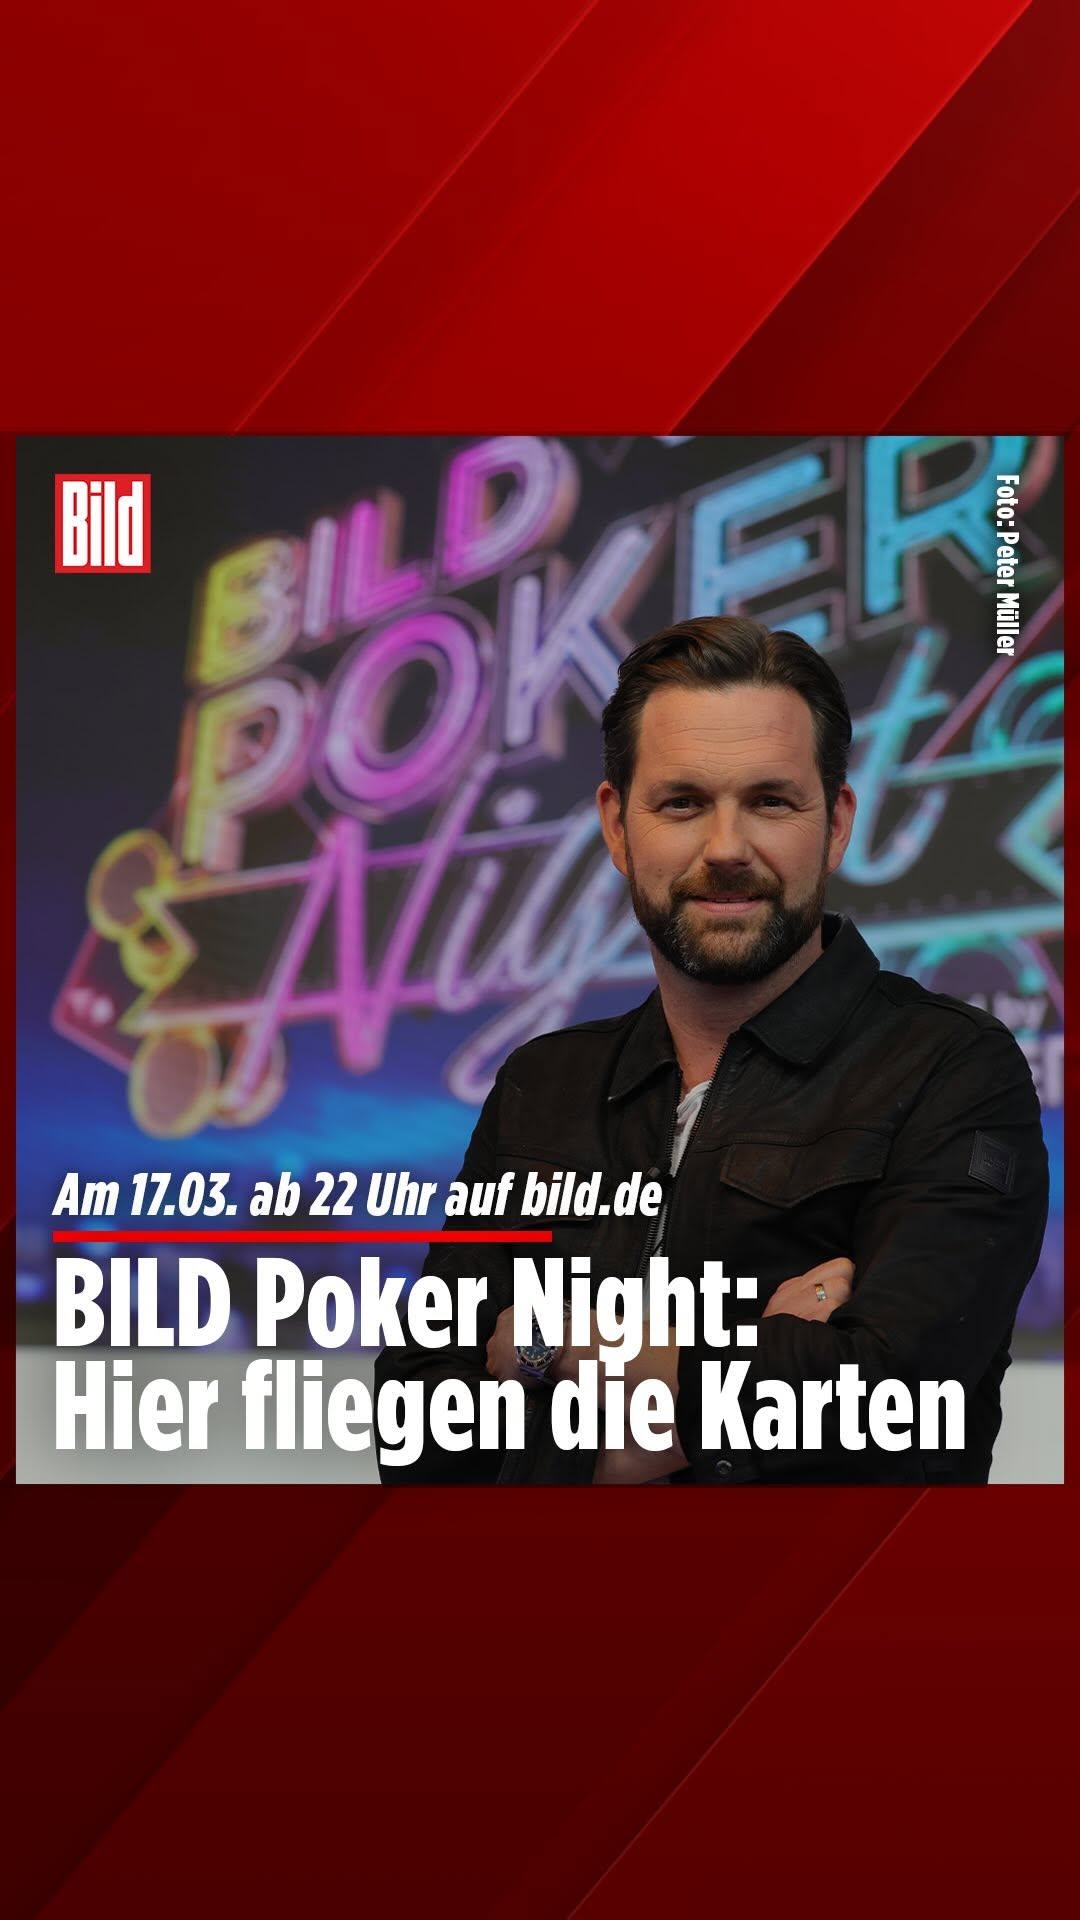 Bild
Foto: Peter Müller
BILD
POKER
Night
Am 17.03. ab 22 Uhr auf bild.de
BILD Poker Night:
Hier fliegen die Karten